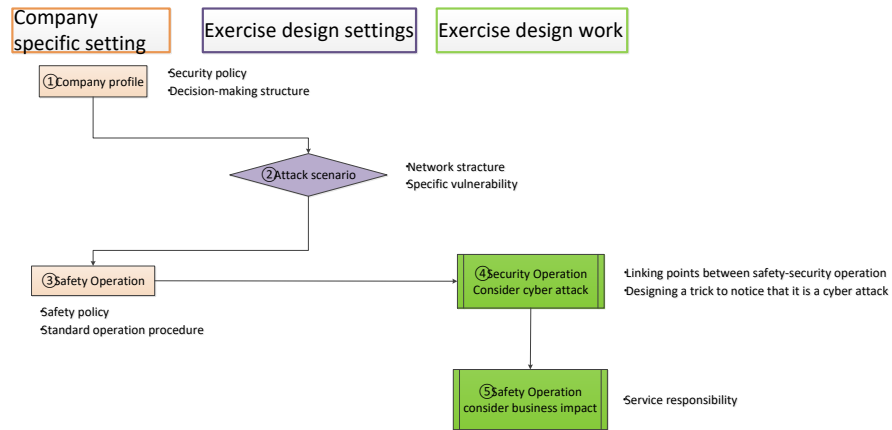 Company
specific setting
Exercise design settings
Exercise design work
①Company profile
·Security policy
·Decision-making structure
②Attack scenario
·Network stracture
·Specific vulnerability
③Safety Operation
·Safety policy
·Standard operation procedure
④Security Operation
Consider cyber attack
·Linking points between safety-security operation
·Designing a trick to notice that it is a cyber attack
⑤Safety Operation
consider business impact
·Service responsibility